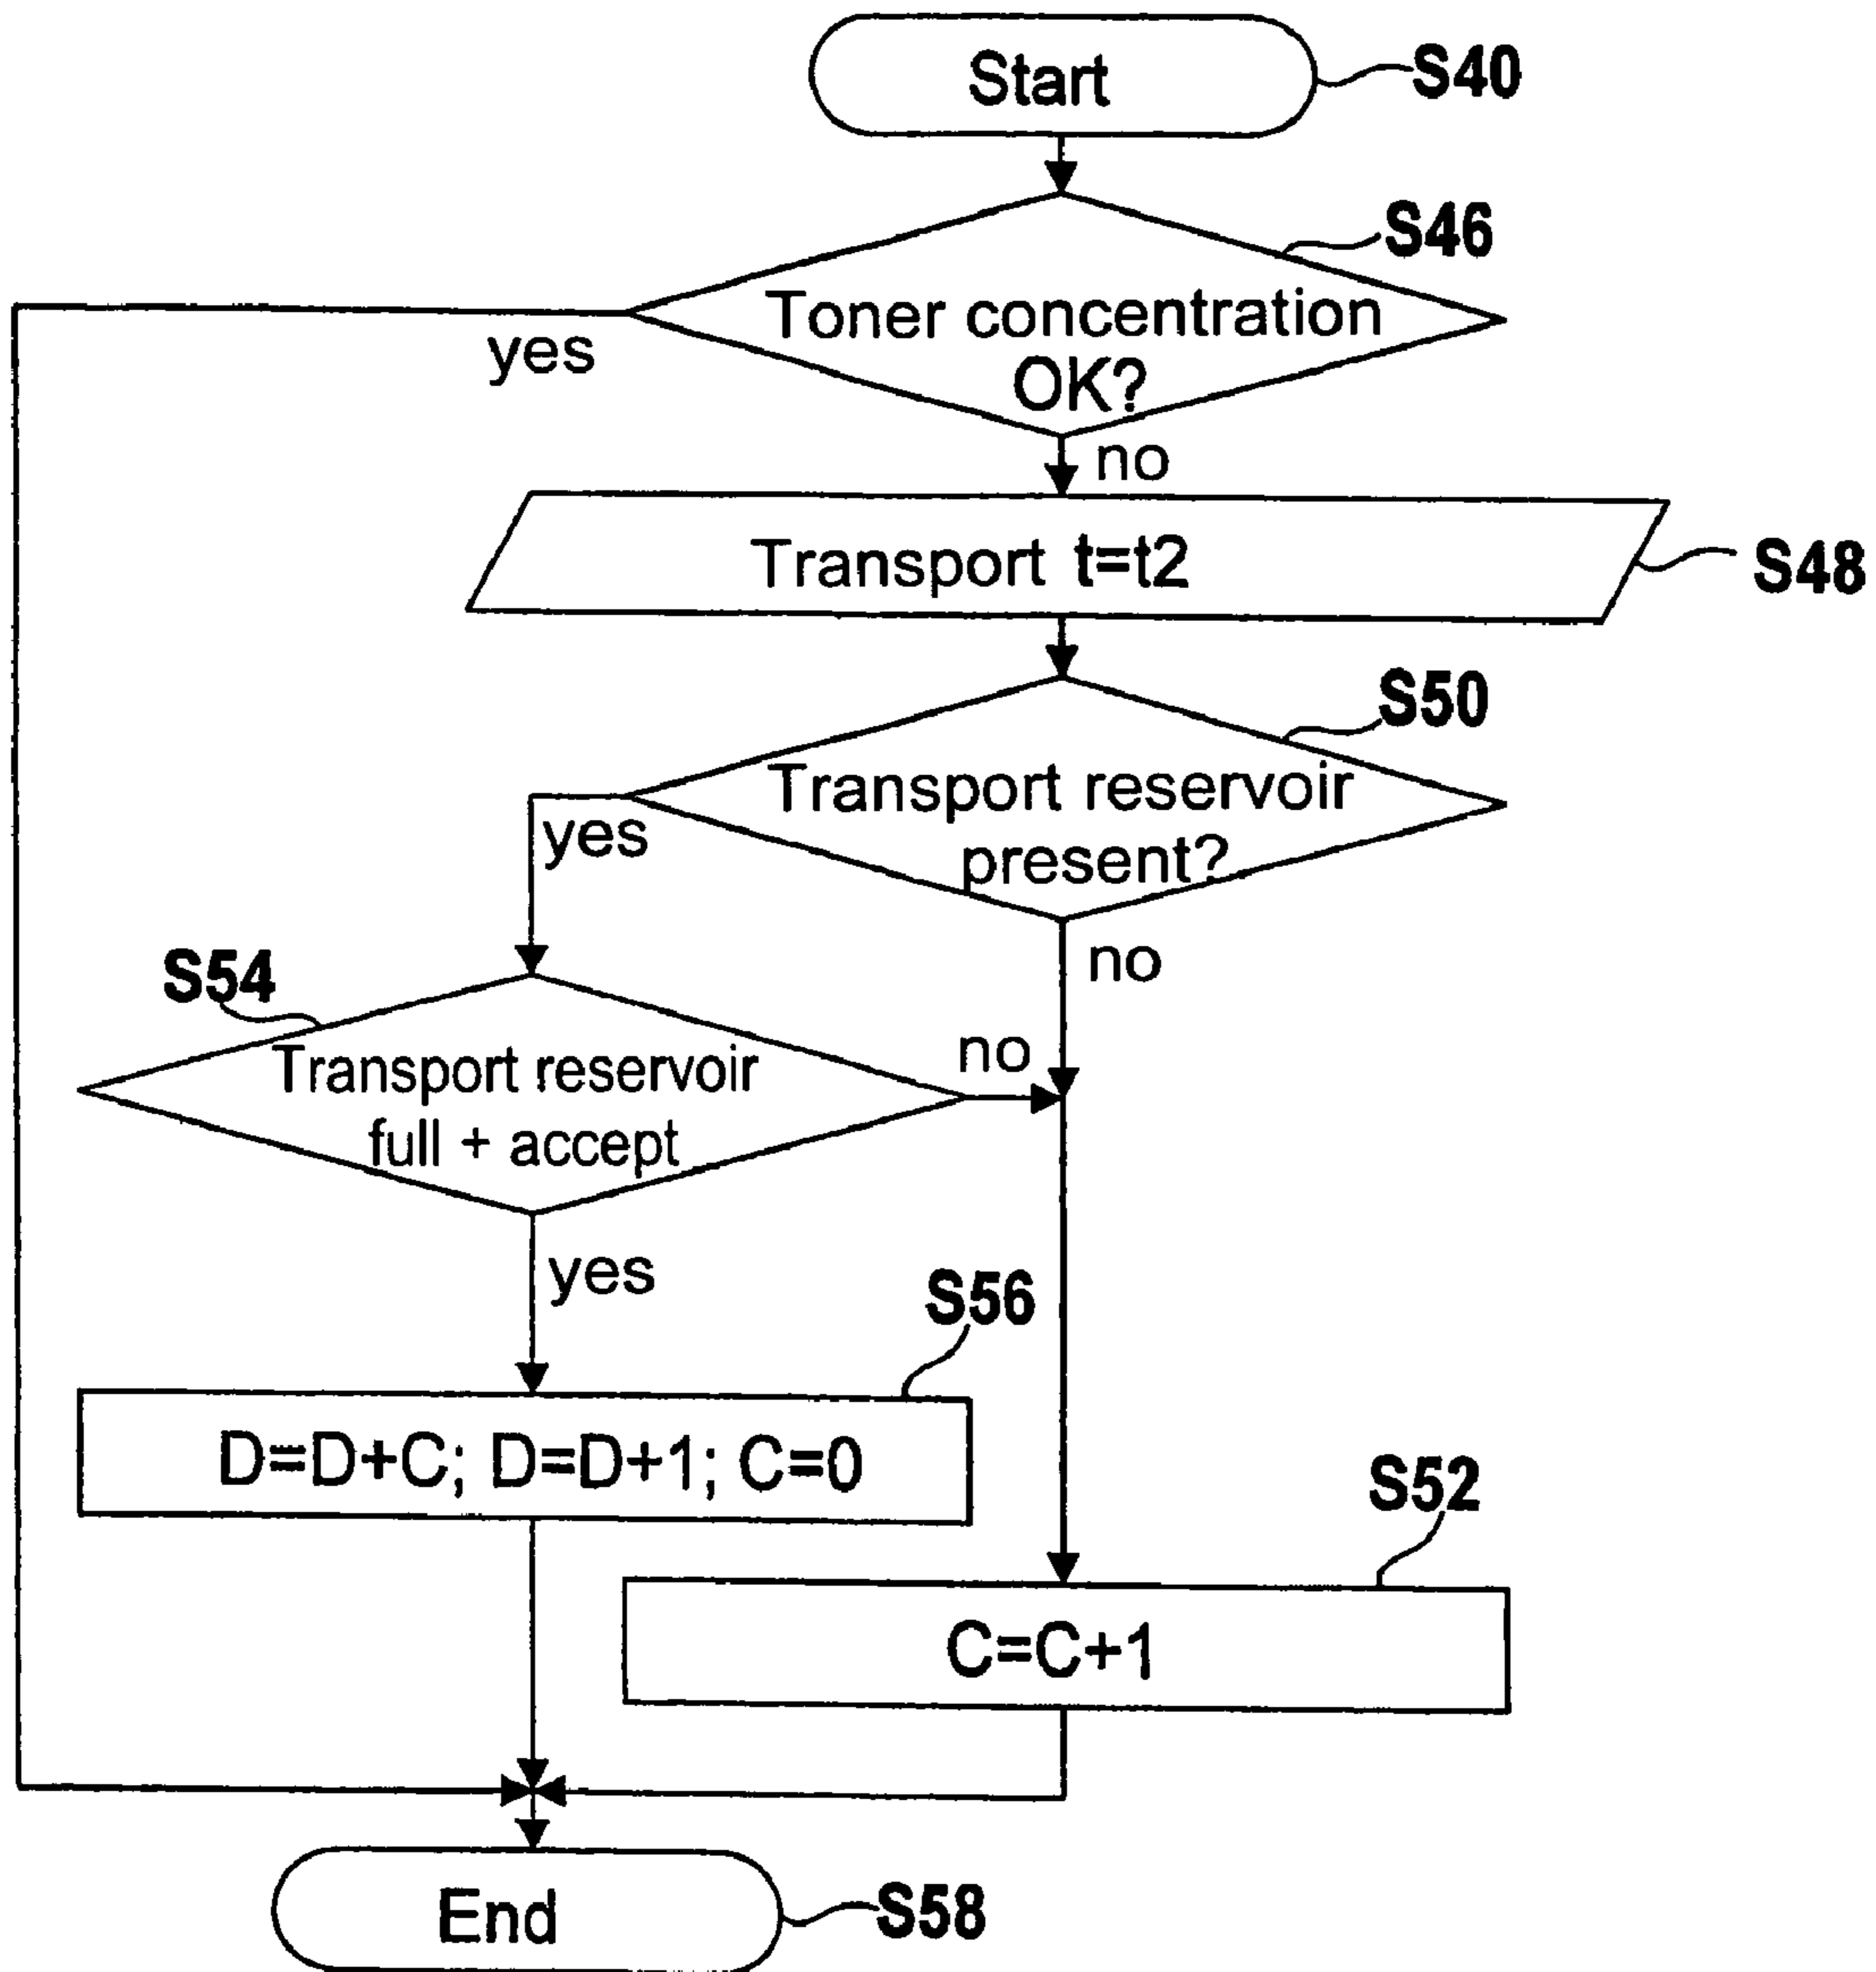 Start
S40
S46
Toner concentration
OK?
yes
no
Transport t=t2
S48
S50
Transport reservoir
present?
yes
no
S54
Transport reservoir
full + accept
no
yes
S56
D=D+C; D=D+1; C=0
S52
C=C+1
End
S58